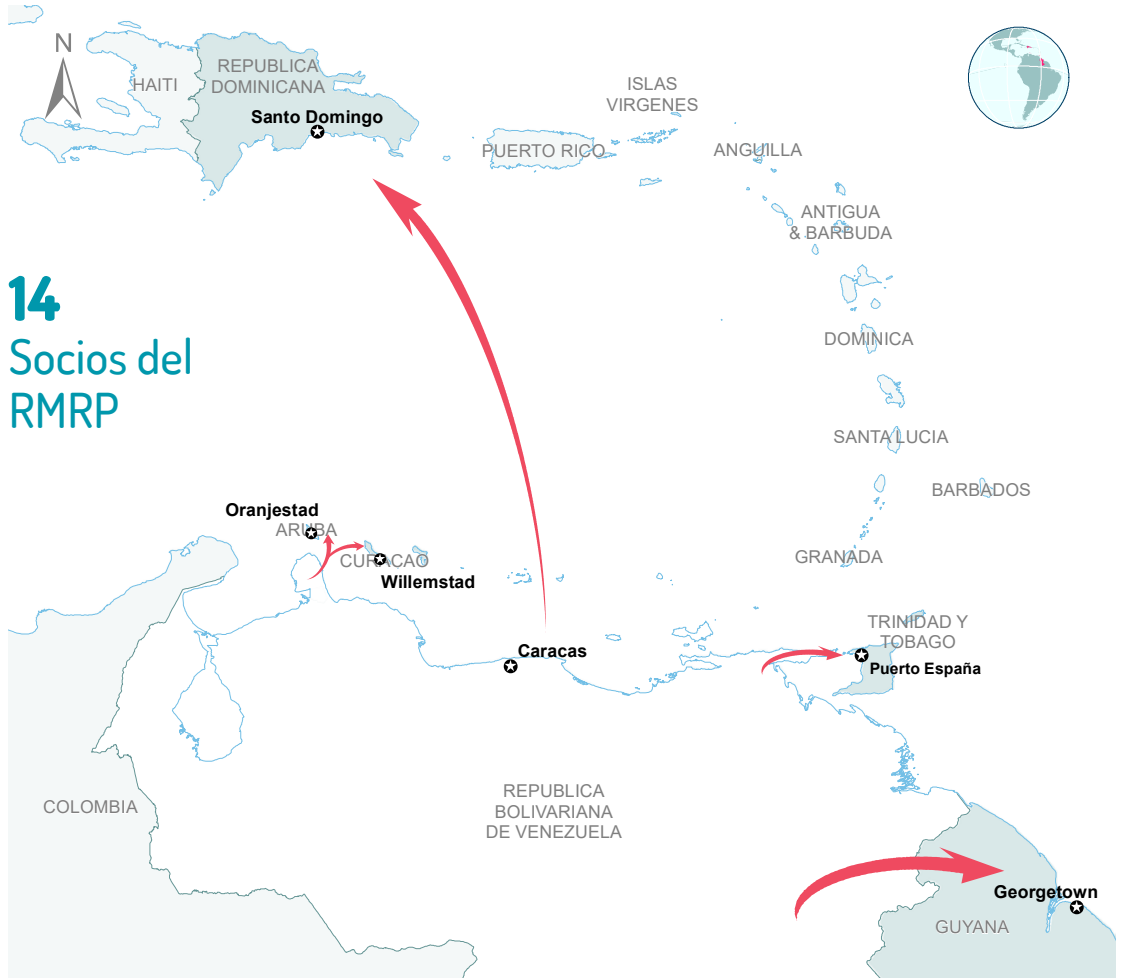 N
HAITI
REPUBLICA
DOMINICANA
Santo Domingo
ISLAS
VIRGENES
PUERTO RICO
ANGUILLA
ANTIGUA
& BARBUDA
14
Socios del
RMRP
DOMINICA
SANTA LUCIA
BARBADOS
Oranjestad
ARUBA
CURACAO
Willemstad
GRANADA
TRINIDAD Y
TOBAGO
Puerto España
Caracas
COLOMBIA
REPUBLICA
BOLIVARIANA
DE VENEZUELA
Georgetown
GUYANA